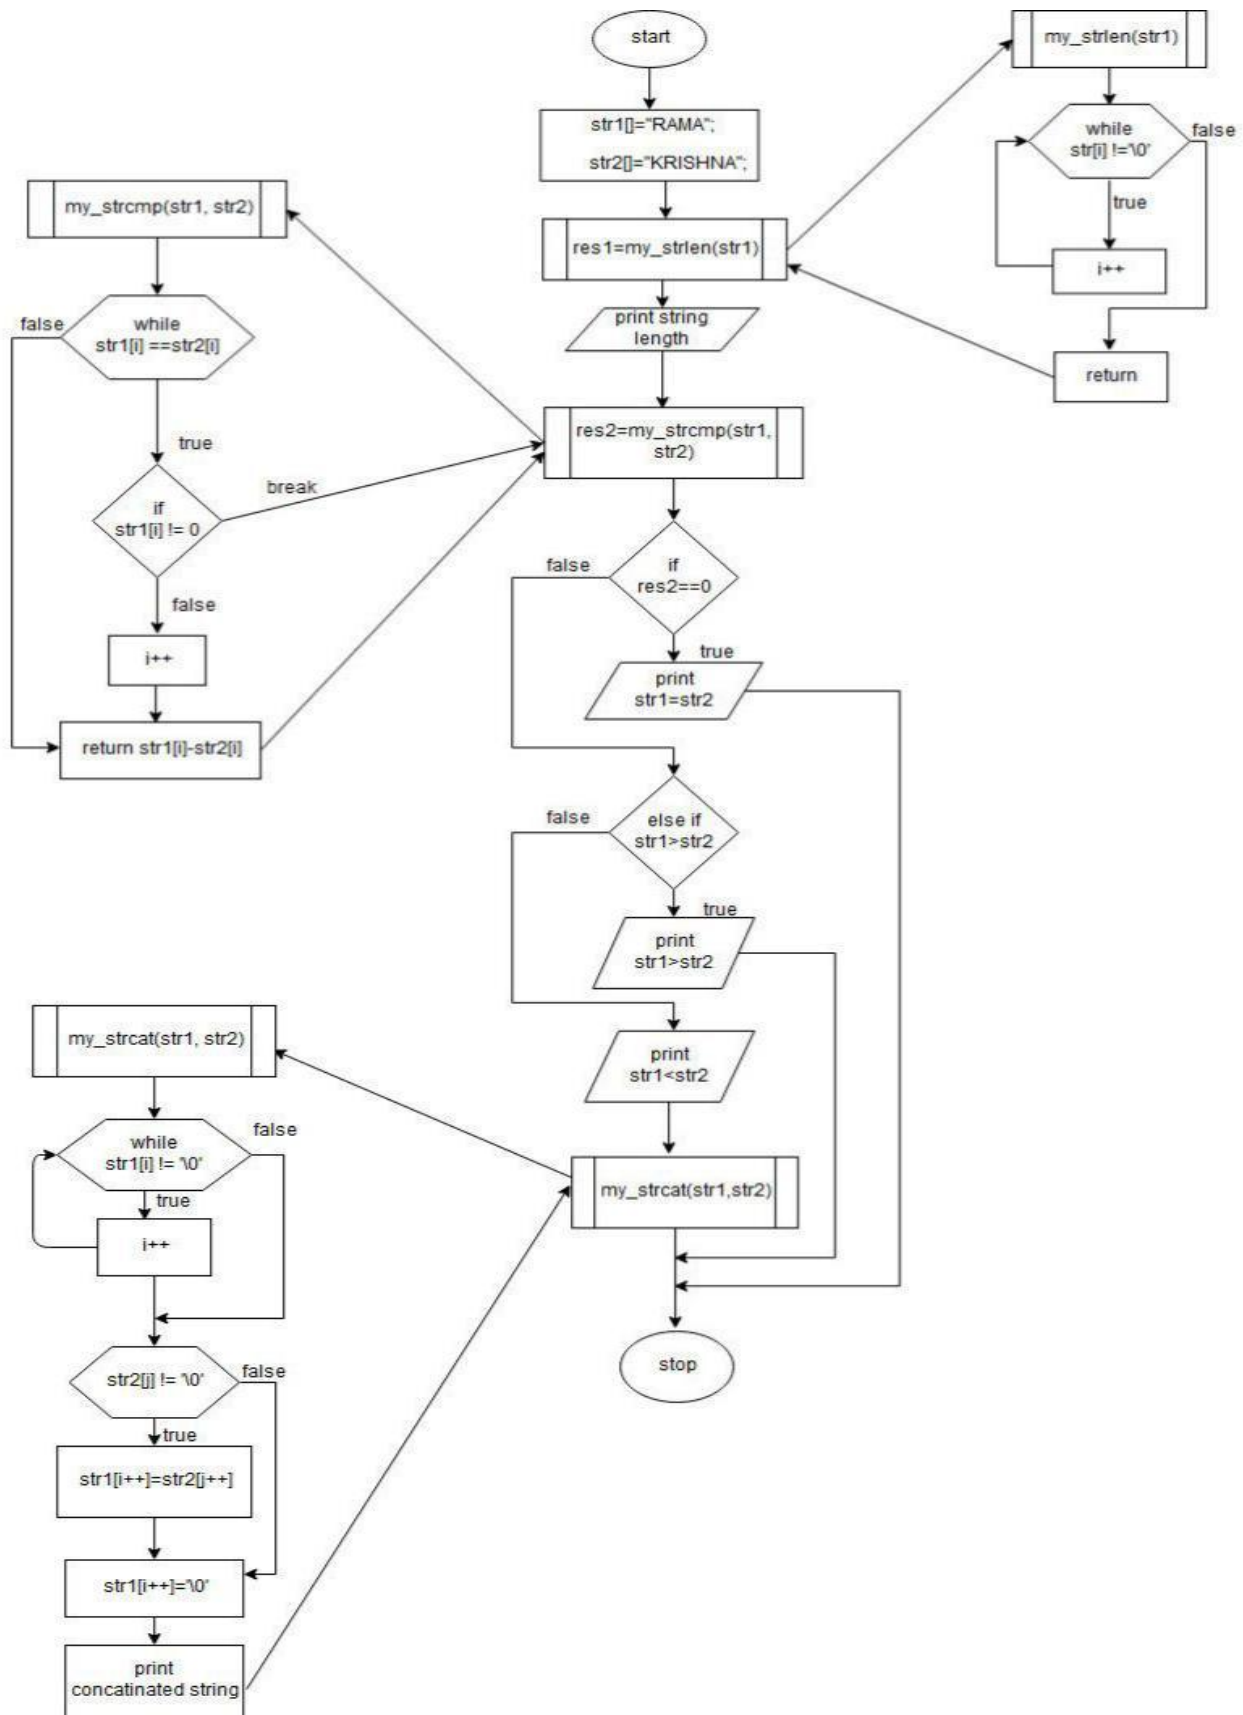 start
str1[]="RAMA";
str2[]="KRISHNA";
res1=my_strlen(str1)
print string
length
my_strlen(str1)
while
str[i] !='\0'
false
true
i++
return
res2=my_strcmp(str1,
str2)
my_strcmp(str1, str2)
while
str1[i] ==str2[i]
false
true
if
str1[i] != 0
break
false
i++
return str1[i]-str2[i]
if
res2==0
false
true
print
str1=str2
else if
str1>str2
false
true
print
str1>str2
print
str1<str2
my_strcat(str1,str2)
stop
my_strcat(str1, str2)
while
str1[i] != '\0'
false
true
i++
str2[j] != '\0'
false
true
str1[i++]=str2[j++]
str1[i++]='\0'
print
concatinated string